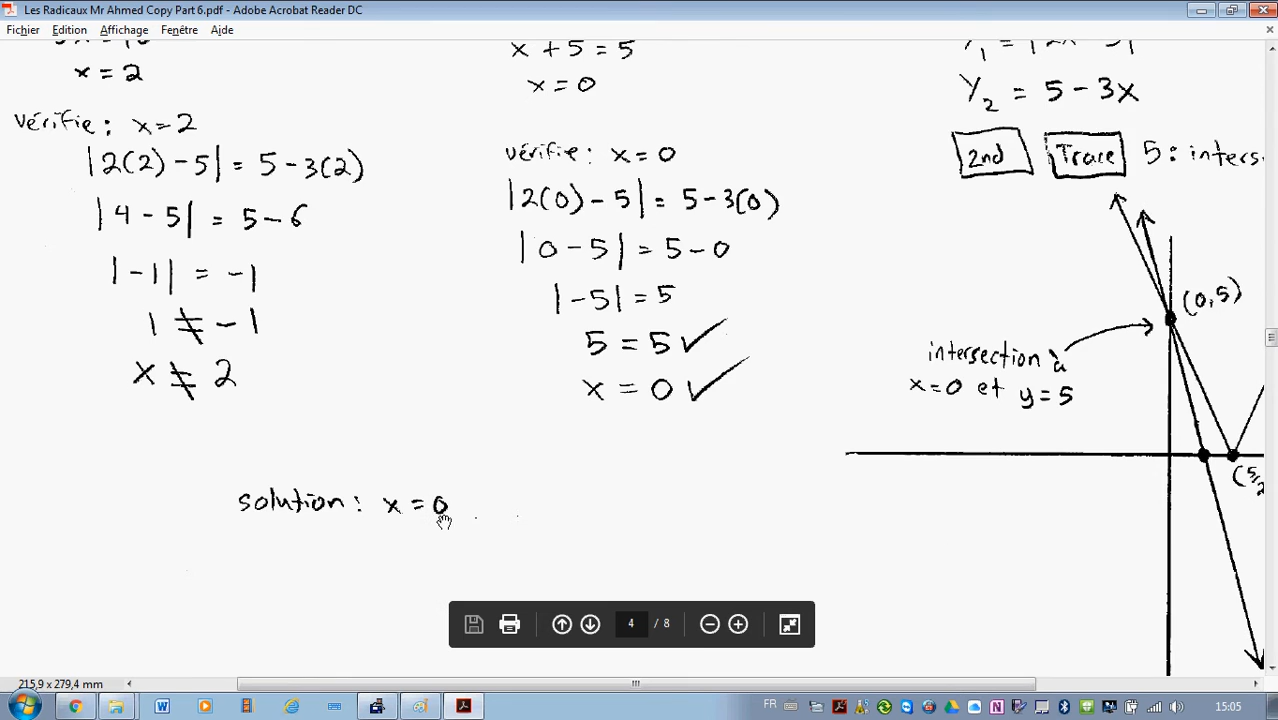 Les Radicaux Mr Ahmed Copy Part 6.pdf - Adobe Acrobat Reader DC
Fichier Edition Affichage Fenêtre Aide
x = 2
vérifie: x=2
|2(2) - 5| = 5 - 3(2)
|4 - 5| = 5 - 6
|-1| = -1
1 ≠ -1
x ≠ 2
x + 5 = 5
x = 0
vérifie: x=0
|2(0) - 5| = 5 - 3(0)
|0 - 5| = 5 - 0
|-5| = 5
5 = 5 ✓
x = 0 ✓
solution: x = 0
Y₂ = 5 - 3x
2nd Trace 5: inters
(0,5)
intersection à
x=0 et y=5
(5/2
4 / 8
215,9 x 279,4 mm
FR 15:05